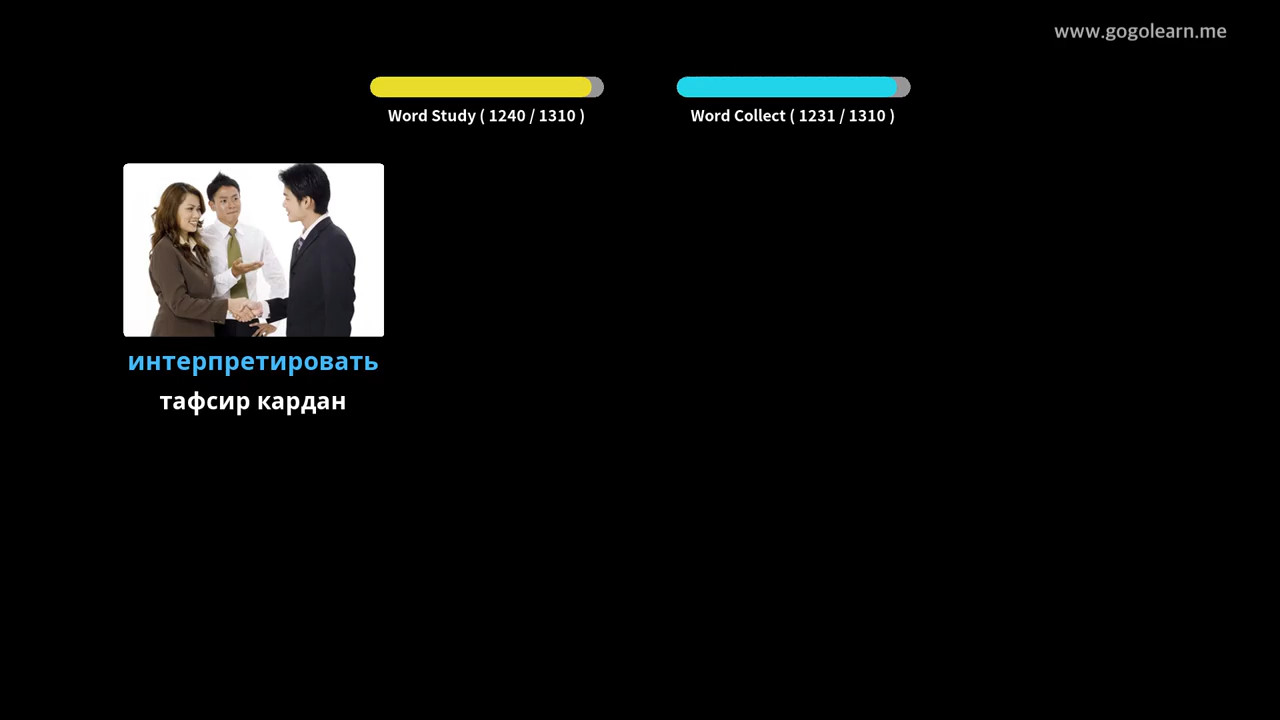 www.gogolearn.me
Word Study ( 1240 / 1310 )
Word Collect ( 1231 / 1310 )
интерпретировать
тафсир кардан